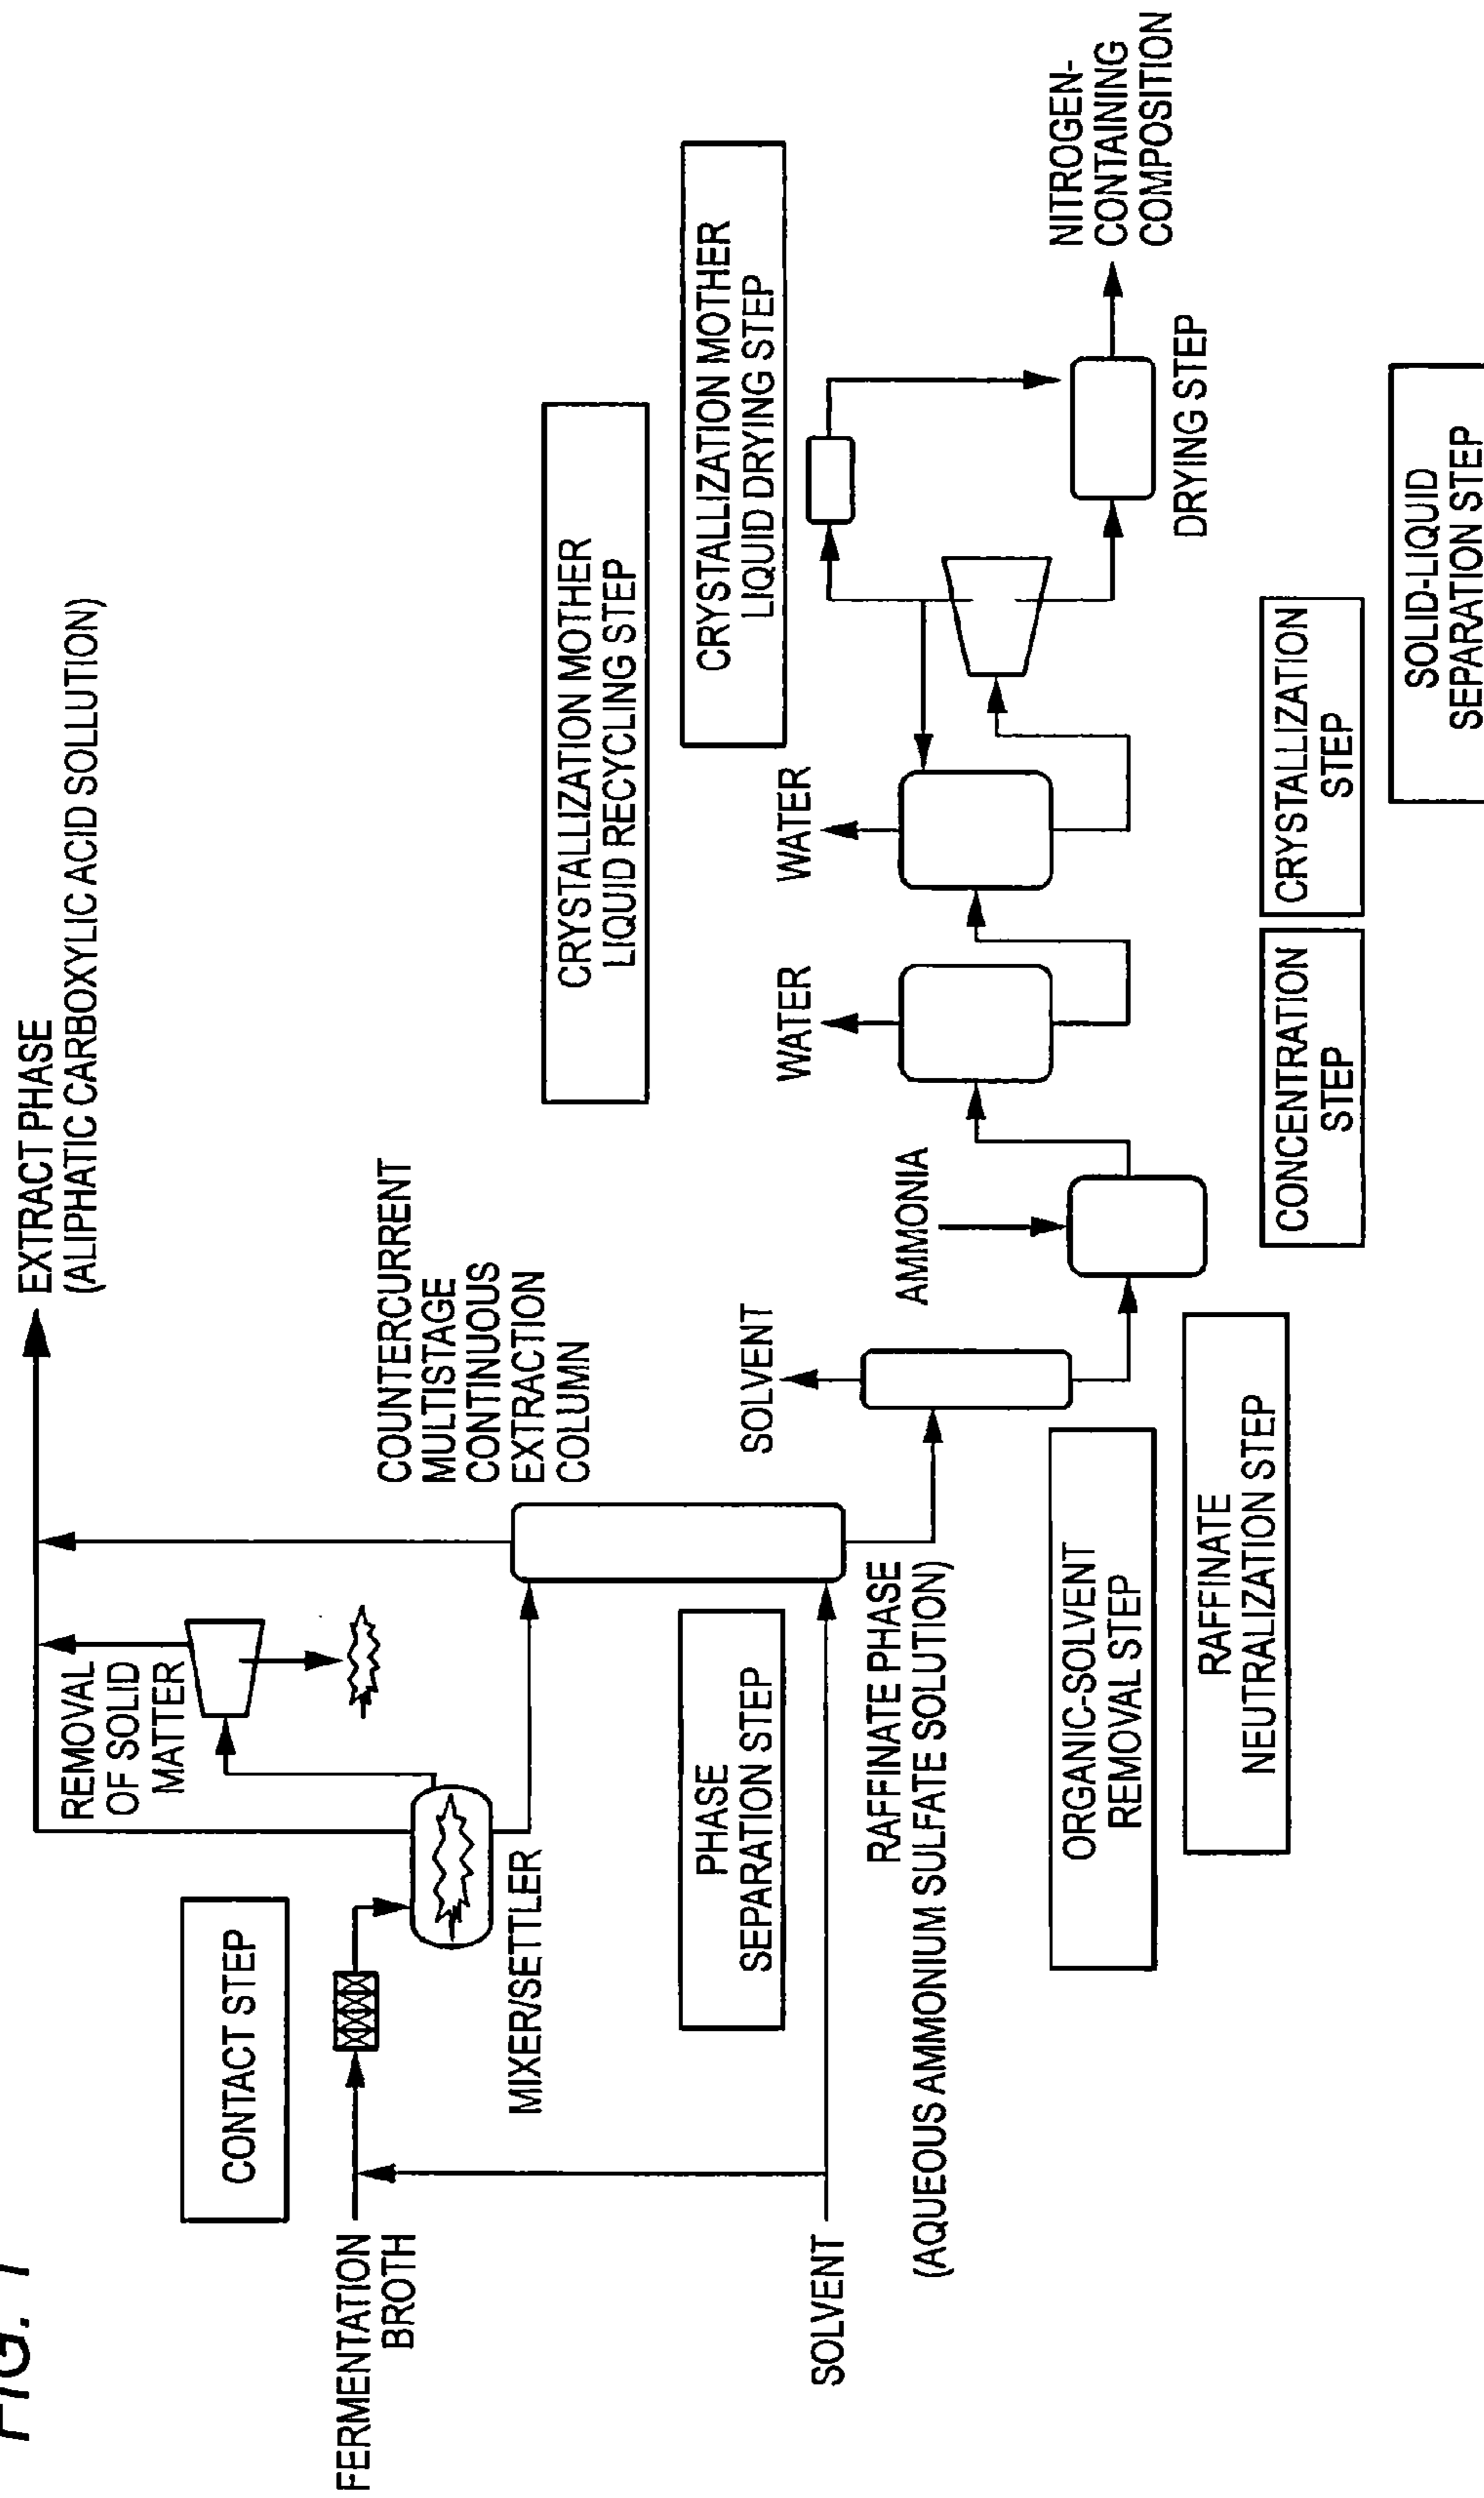 FIG. 1
EXTRACT PHASE
(ALIPHATIC CARBOXYLIC ACID SOLLUTION)
REMOVAL
OF SOLID
MATTER
CONTACT STEP
FERMENTATION
BROTH
MIXER/SETTLER
COUNTERCURRENT
MULTISTAGE
CONTINUOUS
EXTRACTION
COLUMN
CRYSTALLIZATION MOTHER
LIQUID RECYCLING STEP
CRYSTALLIZATION MOTHER
LIQUID DRYING STEP
PHASE
SEPARATION STEP
SOLVENT
SOLVENT
WATER
WATER
RAFFINATE PHASE
(AQUEOUS AMMONIUM SULFATE SOLUTION)
AMMONIA
NITROGEN-
CONTAINING
COMPOSITION
DRYING STEP
ORGANIC-SOLVENT
REMOVAL STEP
RAFFINATE
NEUTRALIZATION STEP
CONCENTRATION
STEP
CRYSTALLIZATION
STEP
SOLID-LIQUID
SEPARATION STEP